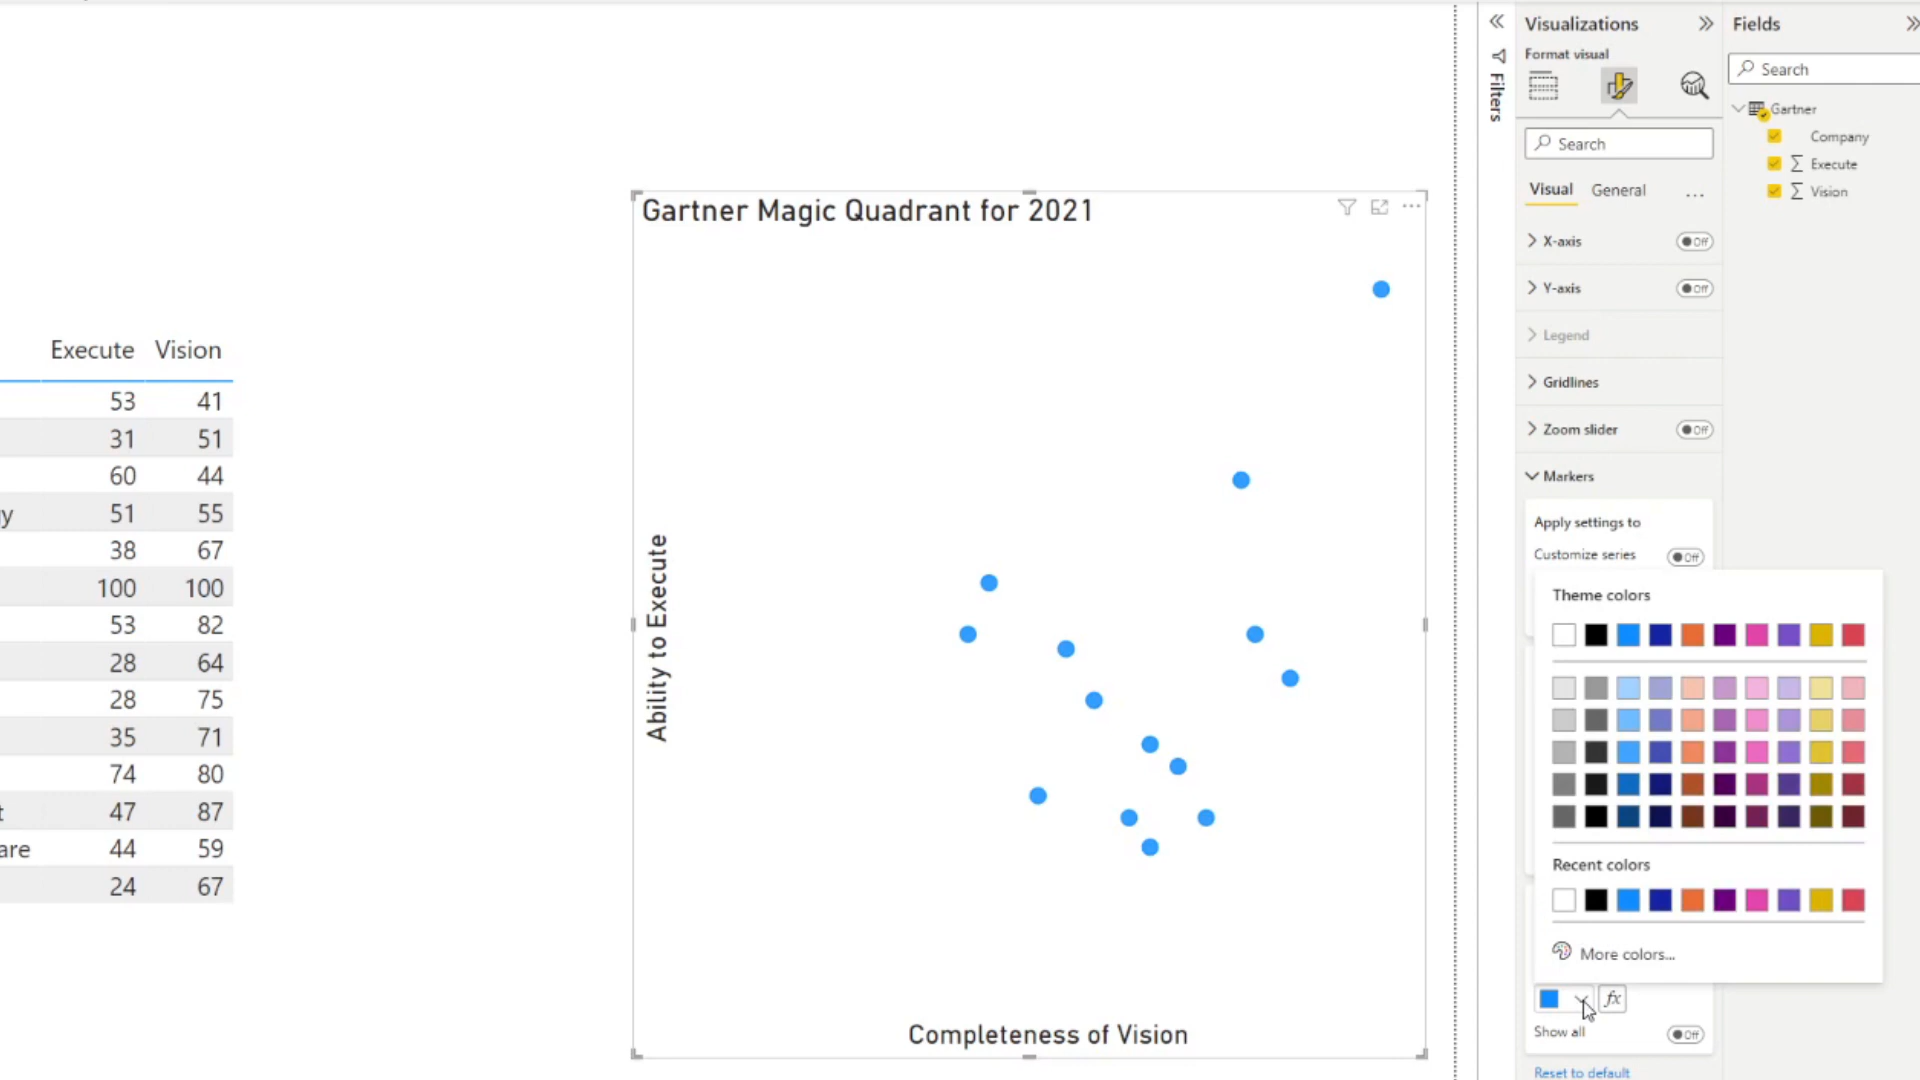 Visualizations
Fields
Format visual
Search
Filters
Gartner
Company
Search
Execute
Vision
Visual General ...
Gartner Magic Quadrant for 2021
X-axis Off
Y-axis Off
Legend
Gridlines
Zoom slider Off
Markers
Apply settings to
Customize series Off
Execute Vision
53 41
31 51
60 44
y 51 55
38 67
100 100
53 82
28 64
28 75
35 71
74 80
t 47 87
are 44 59
24 67
Ability to Execute
Completeness of Vision
Theme colors
Recent colors
More colors...
fx
Show all Off
Reset to default